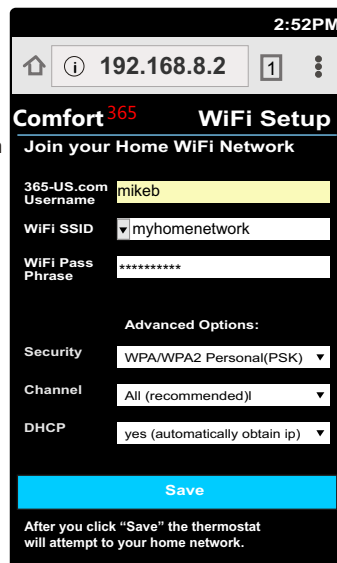 2:52PM
192.168.8.2 1
Comfort 365 WiFi Setup
Join your Home WiFi Network
365-US.com
Username
mikeb
WiFi SSID myhomenetwork
WiFi Pass
Phrase
**********
Advanced Options:
Security WPA/WPA2 Personal(PSK)
Channel All (recommended)l
DHCP yes (automatically obtain ip)
Save
After you click “Save” the thermostat
will attempt to your home network.